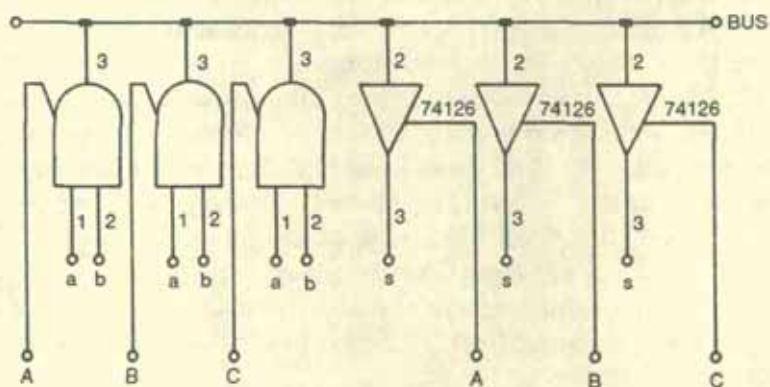 BUS
3 3 3 2 2 2
74126 74126 74126
1 2 1 2 1 2 3 3 3
a b a b a b s s s
A B C A B C